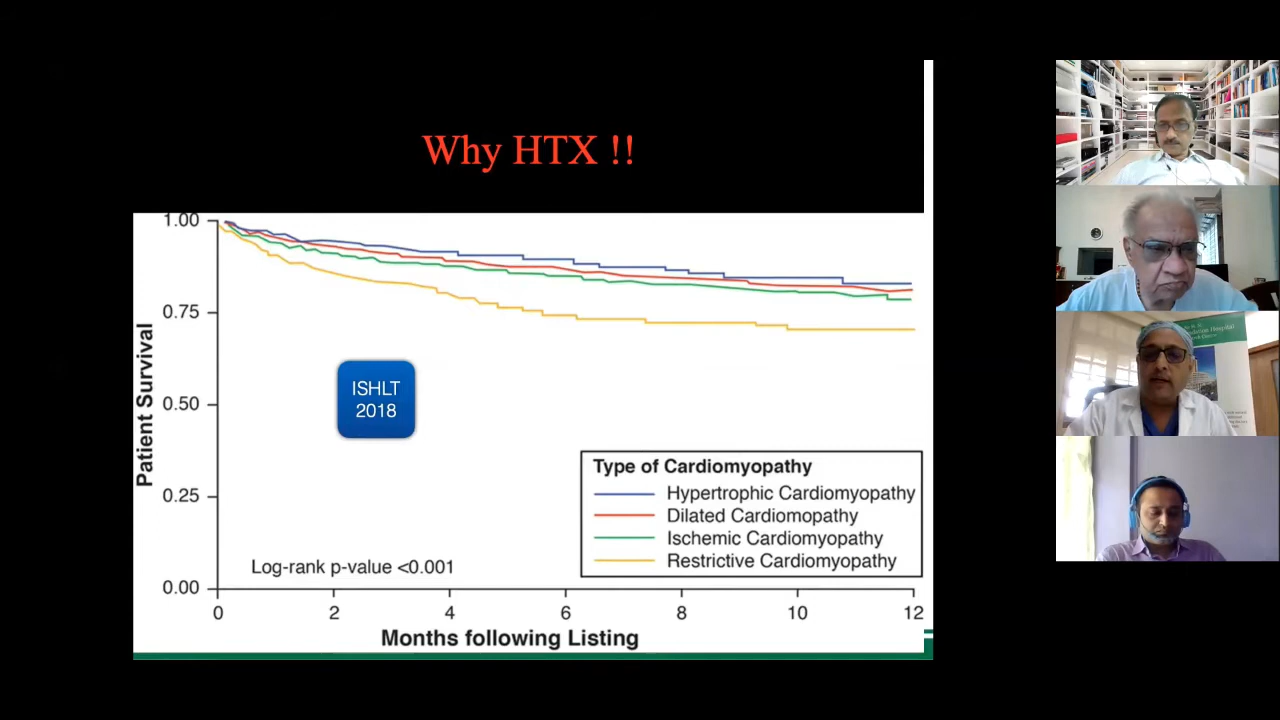 Why HTX !!
1.00
0.75
0.50
0.25
0.00
Patient Survival
ISHLT
2018
Type of Cardiomyopathy
Hypertrophic Cardiomyopathy
Dilated Cardiomopathy
Ischemic Cardiomyopathy
Restrictive Cardiomyopathy
Log-rank p-value <0.001
0 2 4 6 8 10 12
Months following Listing
Hospital